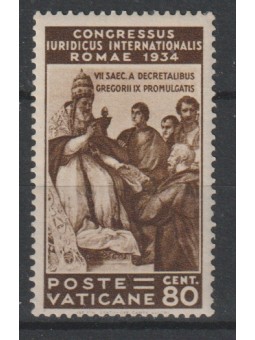 CONGRESSUS
IURIDICUS INTERNATIONALIS
ROMAE 1934
VII SAEC. A DECRETALIBUS
GREGORII IX PROMULGATIS
POSTE
VATICANE
CENT.
80